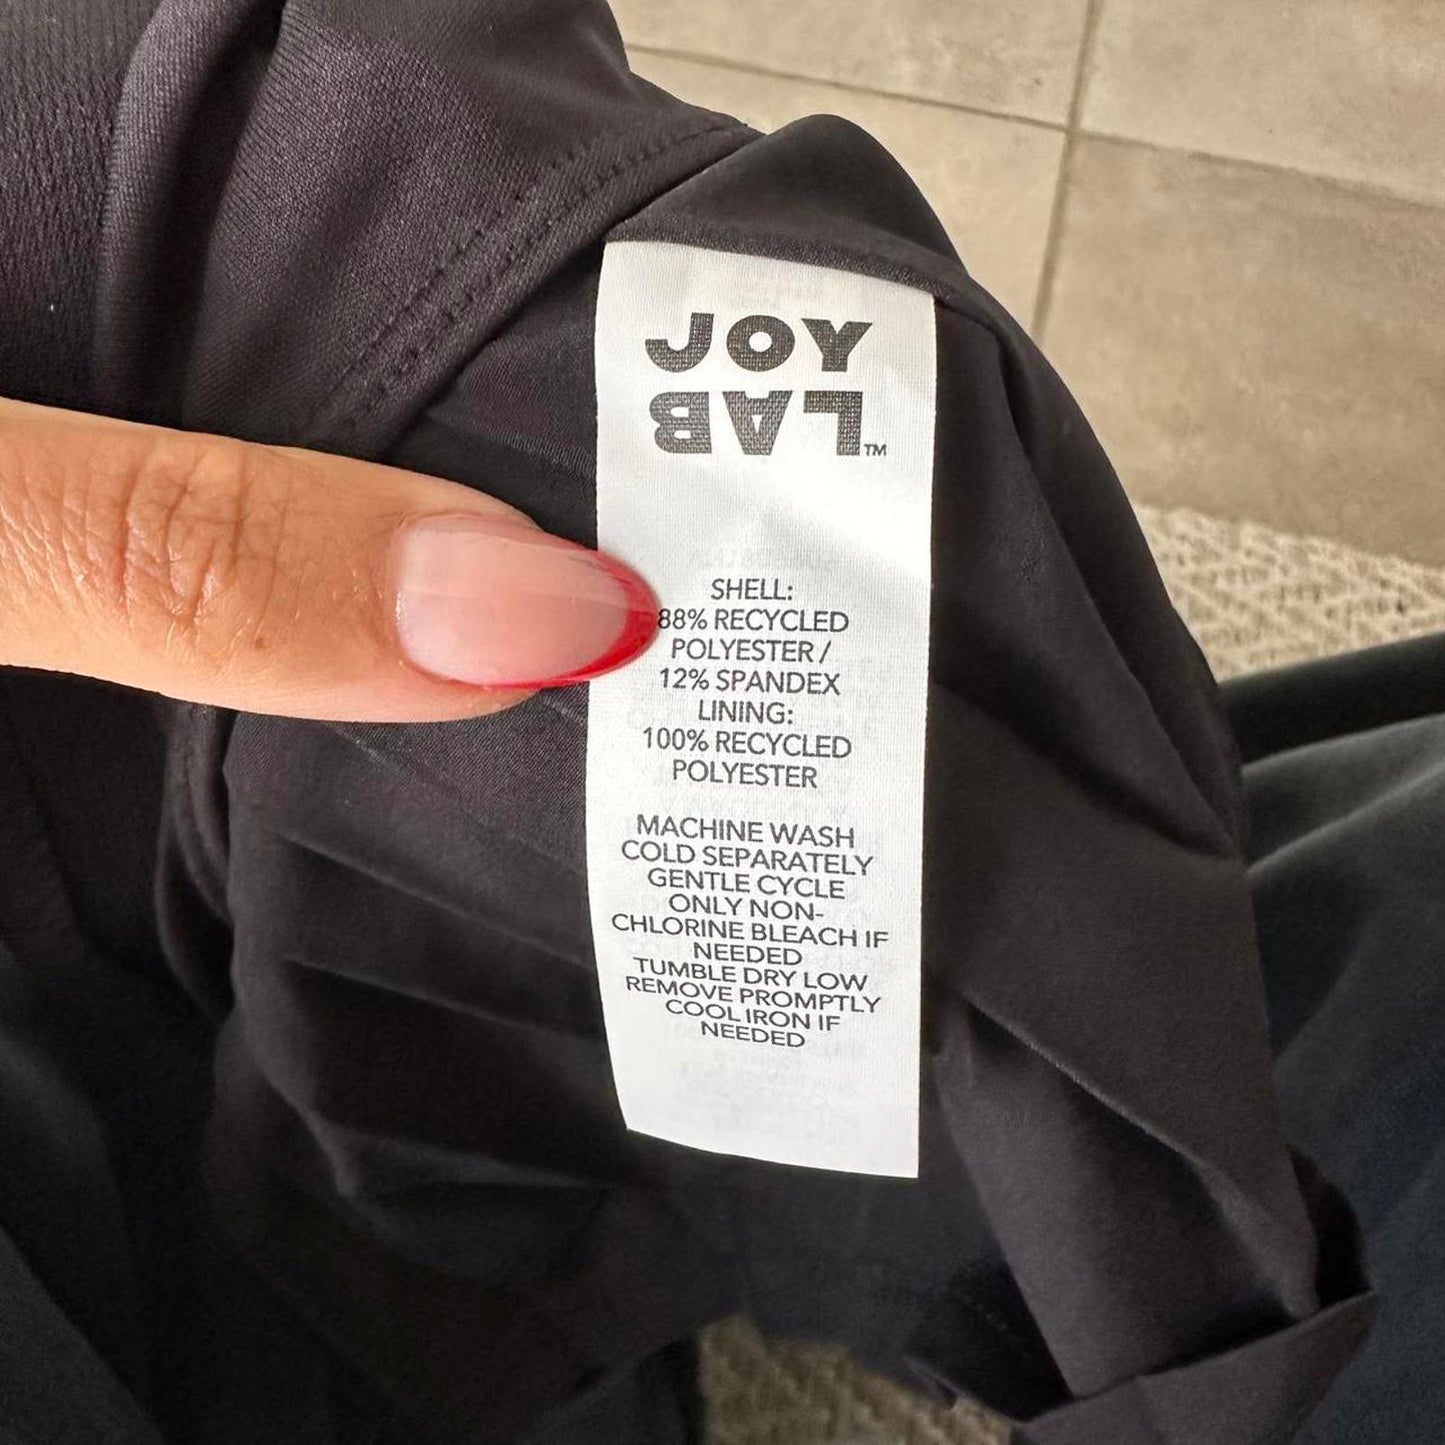 JOY
LAB™
SHELL:
88% RECYCLED
POLYESTER /
12% SPANDEX
LINING:
100% RECYCLED
POLYESTER
MACHINE WASH
COLD SEPARATELY
GENTLE CYCLE
ONLY NON-
CHLORINE BLEACH IF
NEEDED
TUMBLE DRY LOW
REMOVE PROMPTLY
COOL IRON IF
NEEDED